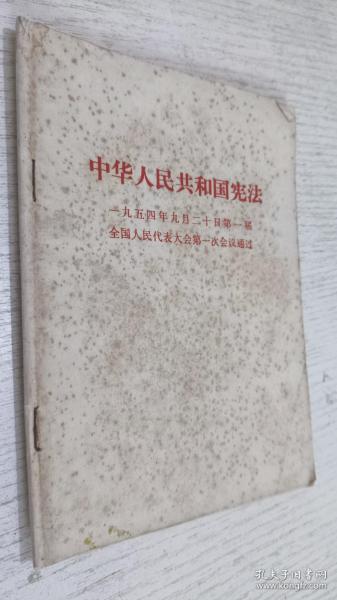 中华人民共和国宪法
一九五四年九月二十日第一届
全国人民代表大会第一次会议通过
孔夫子旧书网